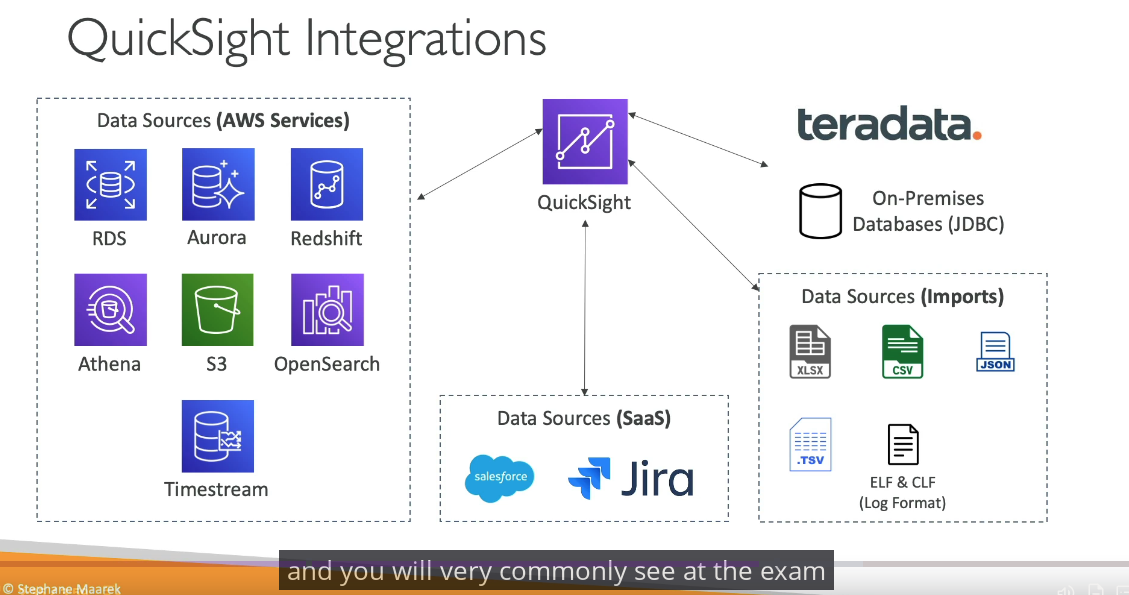 QuickSight Integrations
Data Sources (AWS Services)
RDS
Aurora
Redshift
Athena
S3
OpenSearch
Timestream
QuickSight
teradata.
On-Premises
Databases (JDBC)
Data Sources (SaaS)
salesforce
Jira
Data Sources (Imports)
XLSX
CSV
JSON
.TSV
ELF & CLF
(Log Format)
and you will very commonly see at the exam
© Stephane Maarek